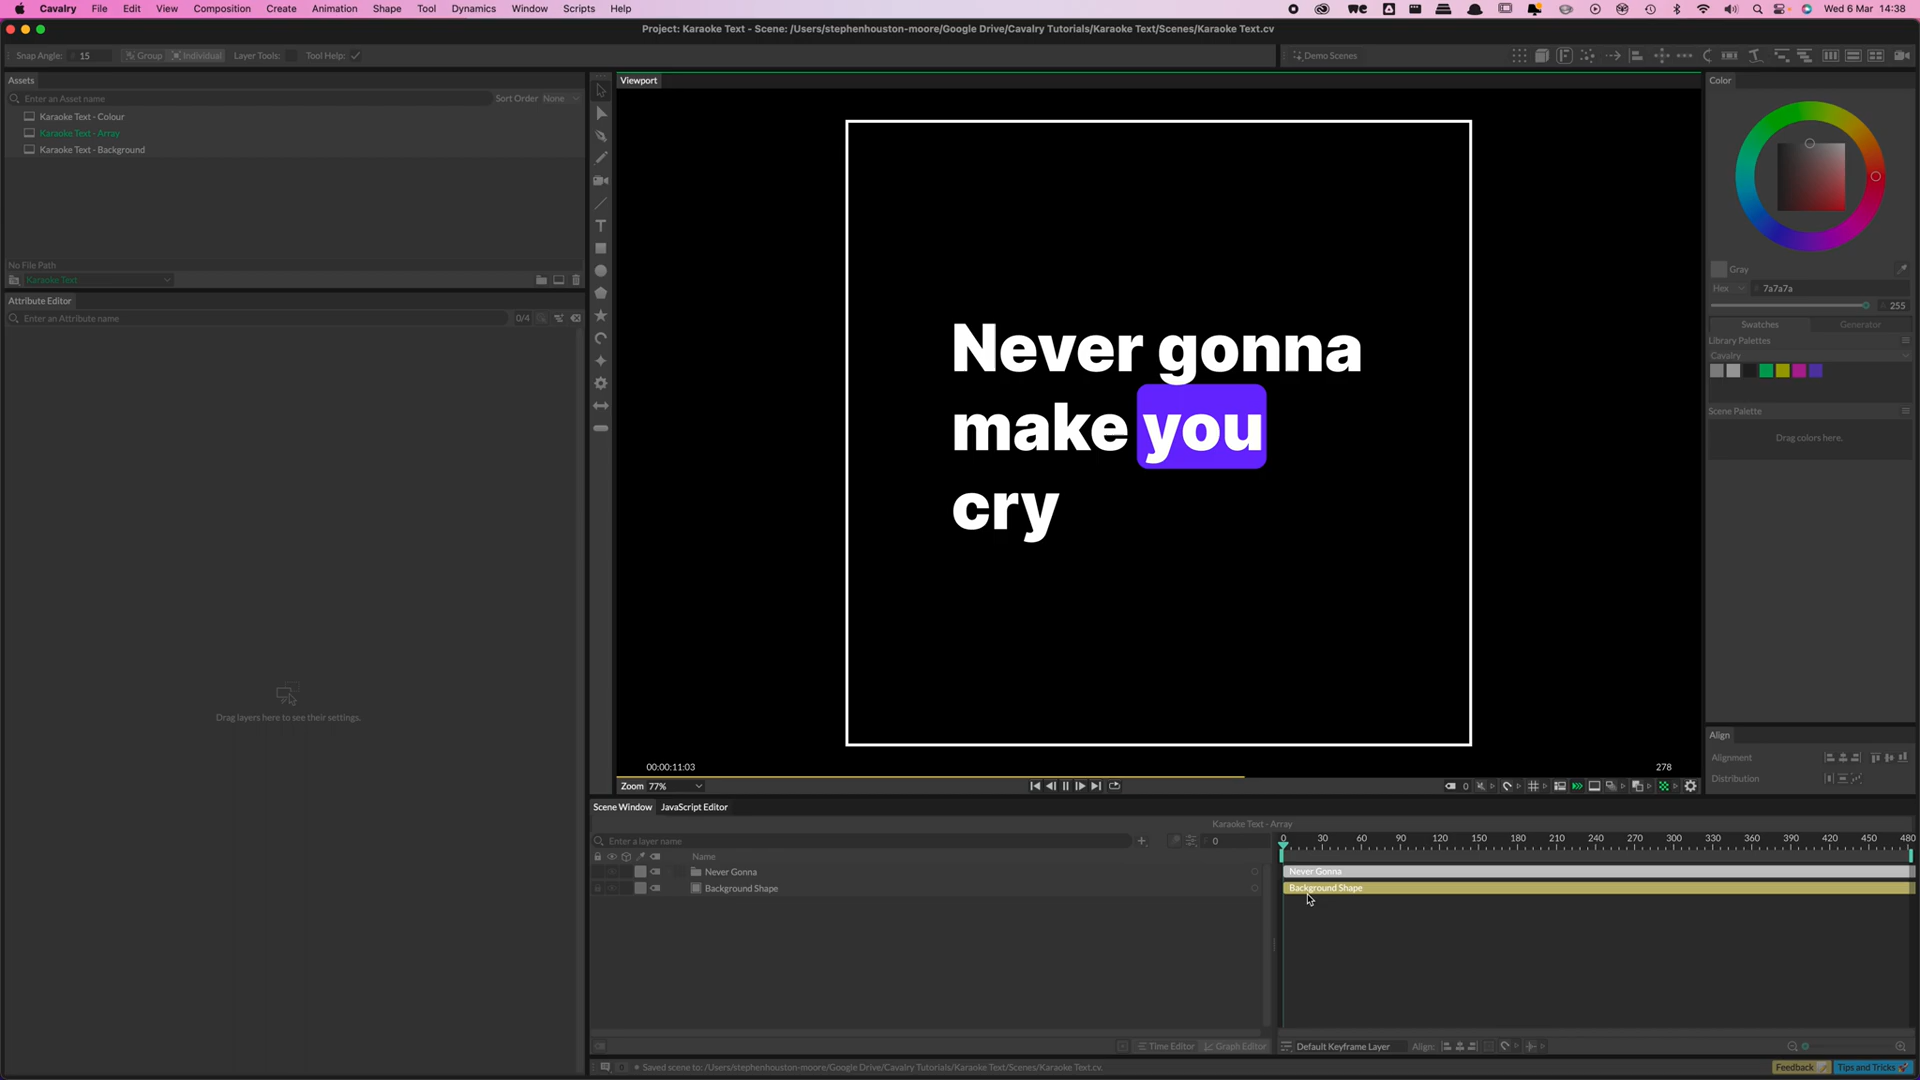 Cavalry File Edit View Composition Create Animation Shape Tool Dynamics Window Scripts Help Wed 6 Mar 14:38
Project: Karaoke Text - Scene: /Users/stephenhouston-moore/Google Drive/Cavalry Tutorials/Karaoke Text/Scenes/Karaoke Text.cv
Snap Angle: 15 Group Individual Layer Tools: Tool Help: Demo Scenes
Assets
Viewport
Color
Enter an Asset name Sort Order None
Karaoke Text - Colour
Karaoke Text - Array
Karaoke Text - Background
No File Path
Karaoke Text
Attribute Editor
Enter an Attribute name 0/4
Drag layers here to see their settings.
Never gonna
make you
cry
Gray
Hex 7a7a7a
255
Swatches Generator
Library Palettes
Cavalry
Scene Palette
Drag colors here.
Align
Alignment
Distribution
00:00:11:03 278
Zoom 77% 0
Scene Window JavaScript Editor
Karaoke Text - Array
Enter a layer name 0
0 30 60 90 120 150 180 210 240 270 300 330 360 390 420 450 480
Name
Never Gonna
Background Shape
Never Gonna
Background Shape
Time Editor Graph Editor Default Keyframe Layer Align:
Saved scene to: /Users/stephenhouston-moore/Google Drive/Cavalry Tutorials/Karaoke Text/Scenes/Karaoke Text.cv.
Feedback Tips and Tricks